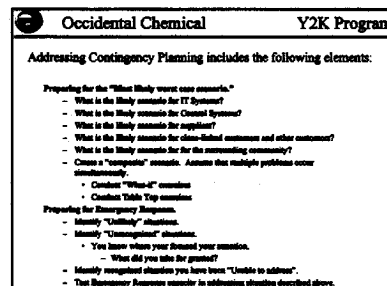 Occidental Chemical Y2K Program
Addressing Contingency Planning includes the following elements:
Preparing for the "Most likely worst case scenario."
– What is the likely scenario for IT Systems?
– What is the likely scenario for Control Systems?
– What is the likely scenario for suppliers?
– What is the likely scenario for close-linked customers and other customers?
– What is the likely scenario for for the surrounding community?
– Create a "composite" scenario. Assume that multiple problems occur
simultaneously.
• Conduct "What-if" exercises
• Conduct Table Top exercises
Preparing for Emergency Response.
– Identify "Unlikely" situations.
– Identify "Unrecognized" situations.
• You know where your focused your attention.
– What did you take for granted?
– Identify recognized situation you have been "Unable to address".
– Test Emergency Response in addressing situation described above.